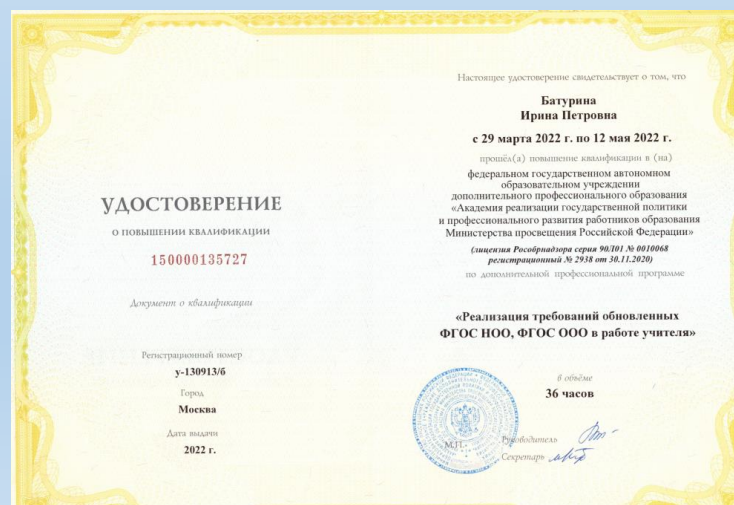 УДОСТОВЕРЕНИЕ
О ПОВЫШЕНИИ КВАЛИФИКАЦИИ
150000135727
Документ о квалификации
Регистрационный номер
у-130913/б
Город
Москва
Дата выдачи
2022 г.
Настоящее удостоверение свидетельствует о том, что
Батурина
Ирина Петровна
с 29 марта 2022 г. по 12 мая 2022 г.
прошёл(а) повышение квалификации в (на)
федеральном государственном автономном
образовательном учреждении
дополнительного профессионального образования
«Академия реализации государственной политики
и профессионального развития работников образования
Министерства просвещения Российской Федерации»
(лицензия Рособрнадзора серия 90Л01 № 0010068
регистрационный № 2938 от 30.11.2020)
по дополнительной профессиональной программе
«Реализация требований обновленных
ФГОС НОО, ФГОС ООО в работе учителя»
в объёме
36 часов
М.П.
Руководитель
Секретарь